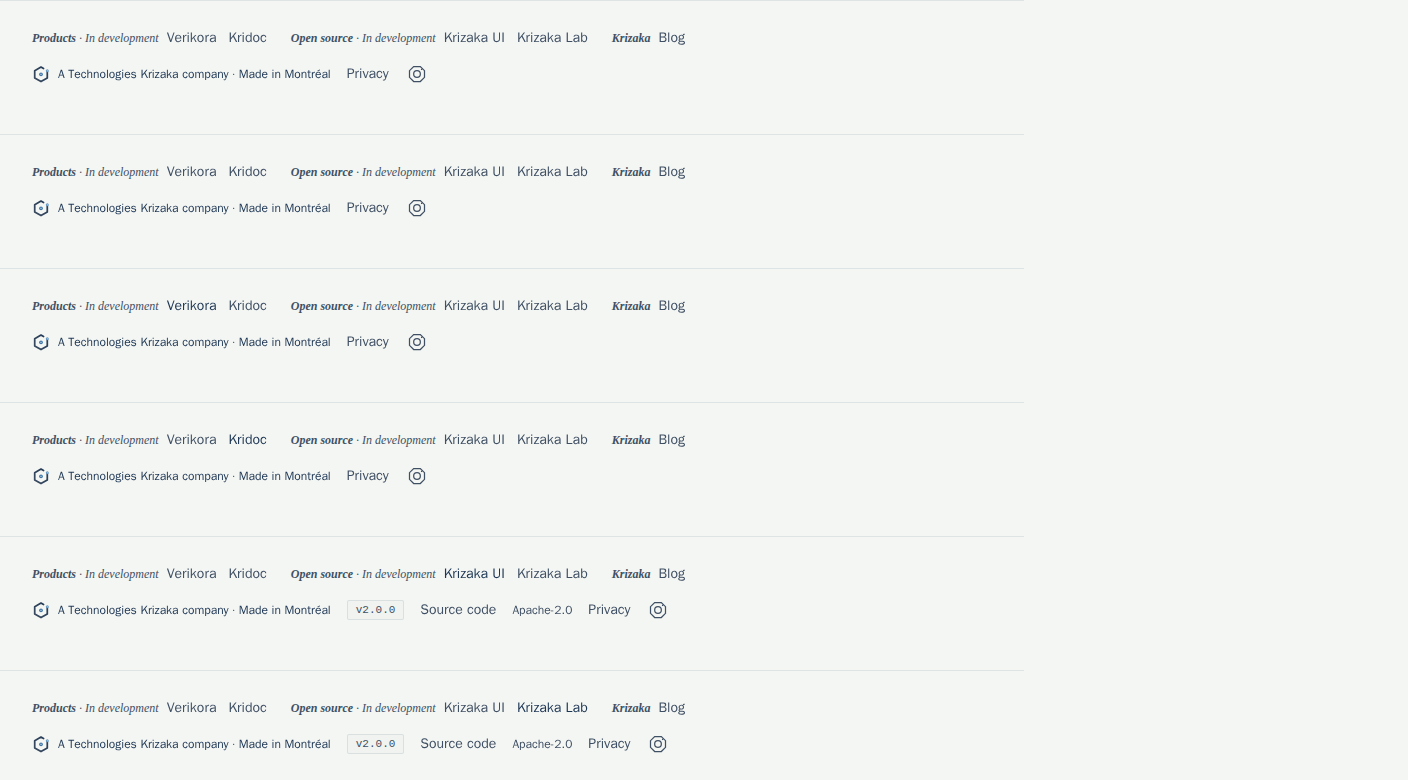 Products · In development Verikora Kridoc Open source · In development Krizaka UI Krizaka Lab Krizaka Blog
A Technologies Krizaka company · Made in Montréal Privacy
Products · In development Verikora Kridoc Open source · In development Krizaka UI Krizaka Lab Krizaka Blog
A Technologies Krizaka company · Made in Montréal Privacy
Products · In development Verikora Kridoc Open source · In development Krizaka UI Krizaka Lab Krizaka Blog
A Technologies Krizaka company · Made in Montréal Privacy
Products · In development Verikora Kridoc Open source · In development Krizaka UI Krizaka Lab Krizaka Blog
A Technologies Krizaka company · Made in Montréal Privacy
Products · In development Verikora Kridoc Open source · In development Krizaka UI Krizaka Lab Krizaka Blog
A Technologies Krizaka company · Made in Montréal v2.0.0 Source code Apache-2.0 Privacy
Products · In development Verikora Kridoc Open source · In development Krizaka UI Krizaka Lab Krizaka Blog
A Technologies Krizaka company · Made in Montréal v2.0.0 Source code Apache-2.0 Privacy